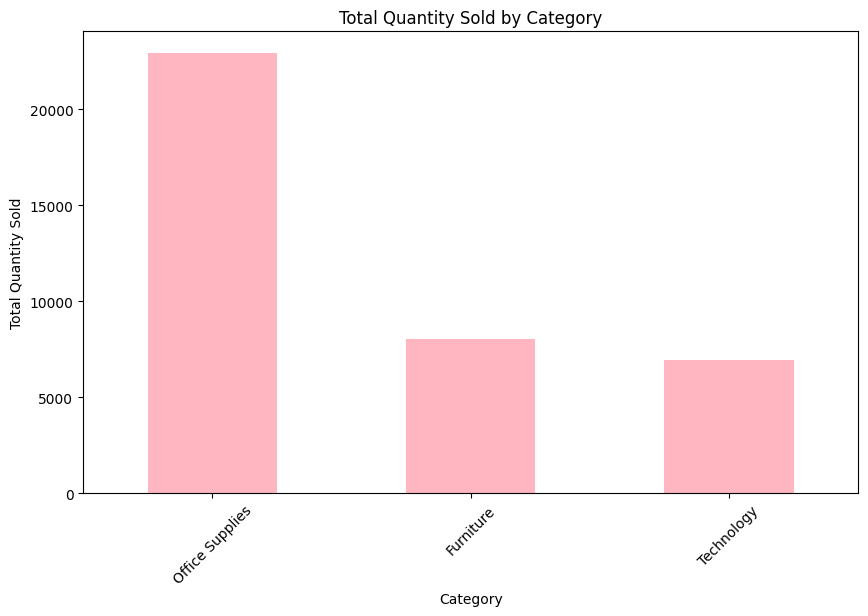 Total Quantity Sold by Category
Total Quantity Sold
20000
15000
10000
5000
0
Office Supplies
Furniture
Technology
Category